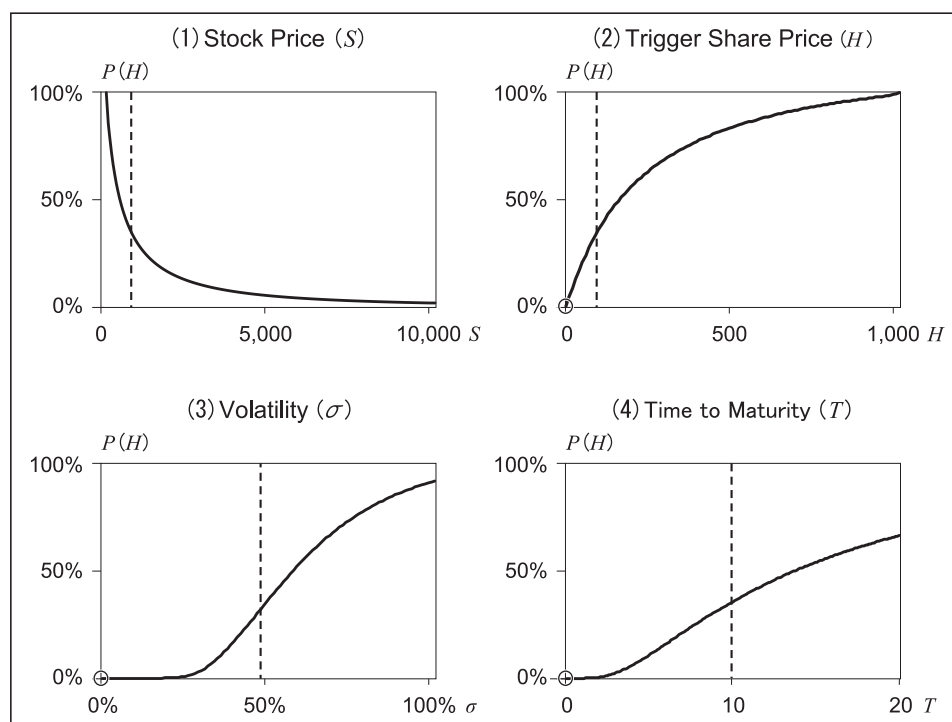 (1) Stock Price (S)
P(H)
100%
50%
0%
0 5,000 10,000 S
(2) Trigger Share Price (H)
P(H)
100%
50%
0%
0 500 1,000 H
(3) Volatility (σ)
P(H)
100%
50%
0%
0% 50% 100% σ
(4) Time to Maturity (T)
P(H)
100%
50%
0%
0 10 20 T